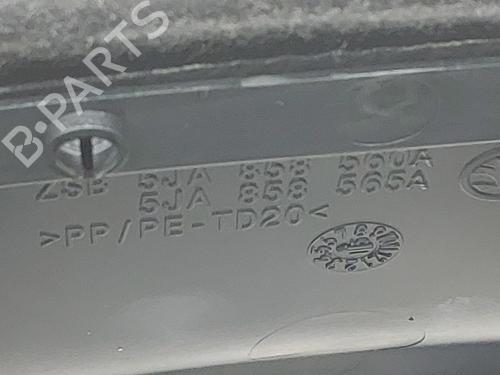 B-PARTS
ZSB 5JA 858 560A
5JA 858 565A
>PP/PE-TD20<